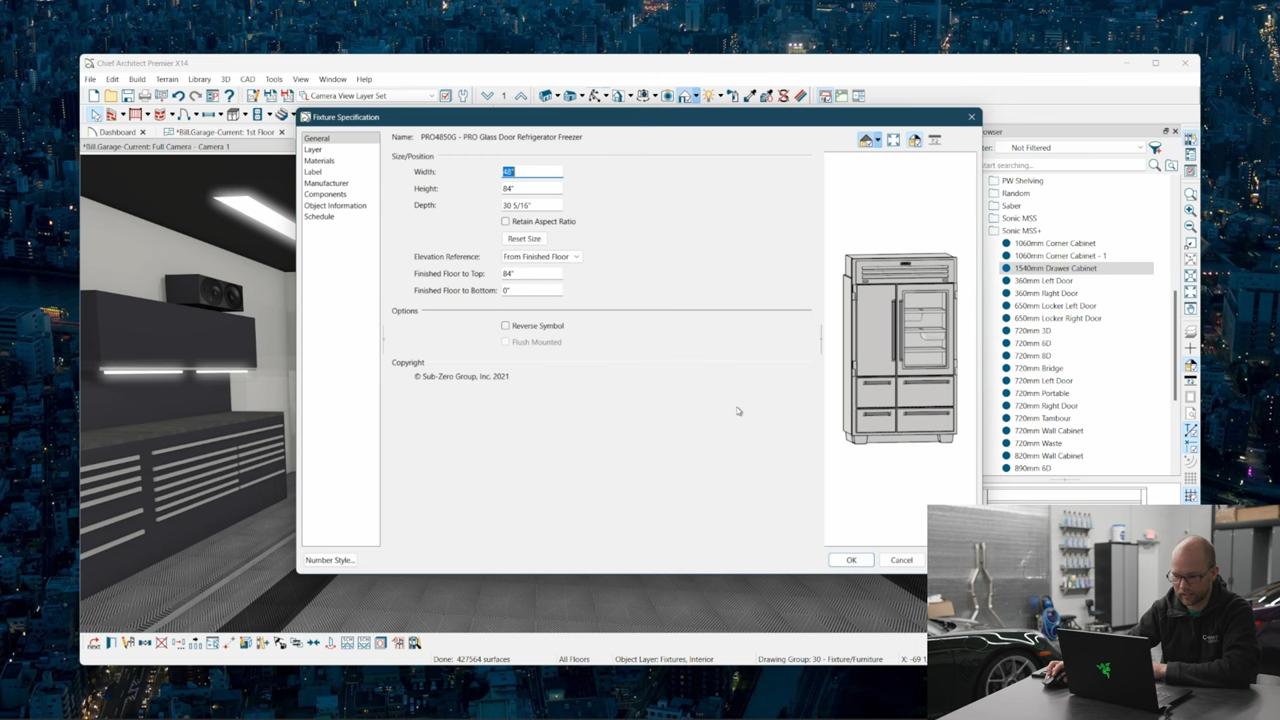 Chief Architect Premier X14
File Edit Build Terrain Library 3D CAD Tools View Window Help
Camera View Layer Set
1
Dashboard
*Bill.Garage-Current: 1st Floor
*Bill.Garage-Current: Full Camera - Camera 1
Fixture Specification
General
Layer
Materials
Label
Manufacturer
Components
Object Information
Schedule
Number Style...
Name: PRO4850G - PRO Glass Door Refrigerator Freezer
Size/Position
Width: 48"
Height: 84"
Depth: 30 5/16"
Retain Aspect Ratio
Reset Size
Elevation Reference: From Finished Floor
Finished Floor to Top: 84"
Finished Floor to Bottom: 0"
Options
Reverse Symbol
Flush Mounted
Copyright
© Sub-Zero Group, Inc. 2021
OK Cancel
owser
ter: Not Filtered
tart searching...
PW Shelving
Random
Saber
Sonic MSS
Sonic MSS+
1060mm Corner Cabinet
1060mm Corner Cabinet - 1
1540mm Drawer Cabinet
360mm Left Door
360mm Right Door
650mm Locker Left Door
650mm Locker Right Door
720mm 3D
720mm 6D
720mm 8D
720mm Bridge
720mm Left Door
720mm Portable
720mm Right Door
720mm Tambour
720mm Wall Cabinet
720mm Waste
820mm Wall Cabinet
890mm 6D
next
Done: 427564 surfaces
All Floors
Object Layer: Fixtures, Interior
Drawing Group: 30 - Fixture/Furniture
X: -69 1